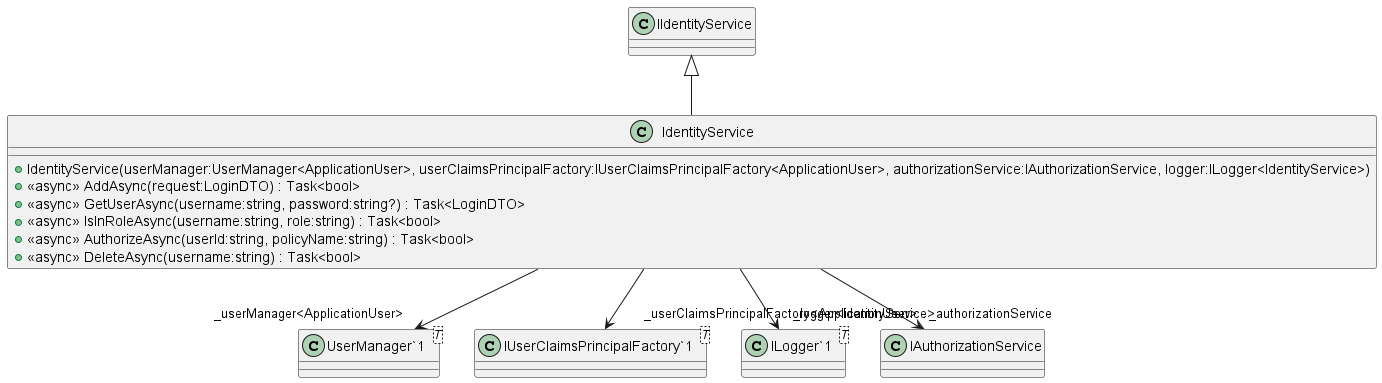 C IIdentityService
C IdentityService
IdentityService(userManager:UserManager<ApplicationUser>, userClaimsPrincipalFactory:IUserClaimsPrincipalFactory<ApplicationUser>, authorizationService:IAuthorizationService, logger:ILogger<IdentityService>)
«async» AddAsync(request:LoginDTO) : Task<bool>
«async» GetUserAsync(username:string, password:string?) : Task<LoginDTO>
«async» IsInRoleAsync(username:string, role:string) : Task<bool>
«async» AuthorizeAsync(userId:string, policyName:string) : Task<bool>
«async» DeleteAsync(username:string) : Task<bool>
_userManager<ApplicationUser>
_userClaimsPrincipalFactory<ApplicationUser>
_logger<IdentityService>
_authorizationService
C UserManager`1 T
C IUserClaimsPrincipalFactory`1 T
C ILogger`1 T
C IAuthorizationService